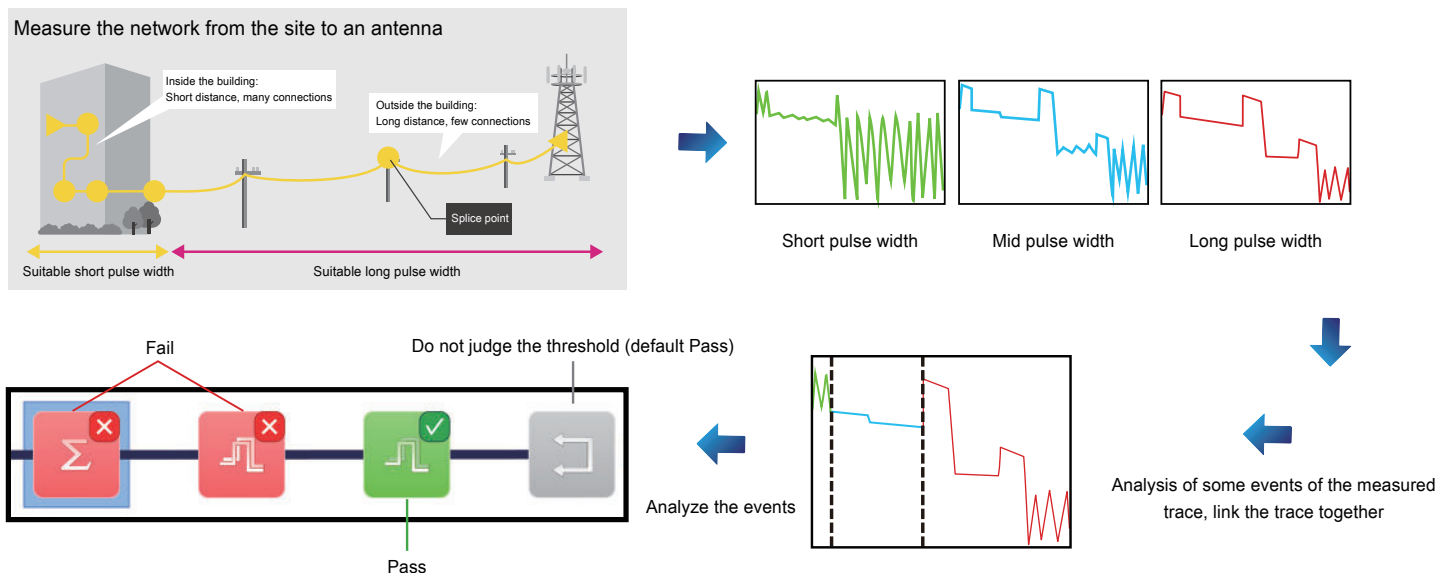 Measure the network from the site to an antenna
Inside the building:
Short distance, many connections
Outside the building:
Long distance, few connections
Splice point
Suitable short pulse width
Suitable long pulse width
Short pulse width
Mid pulse width
Long pulse width
Analysis of some events of the measured
trace, link the trace together
Analyze the events
Fail
Do not judge the threshold (default Pass)
Σ
Pass